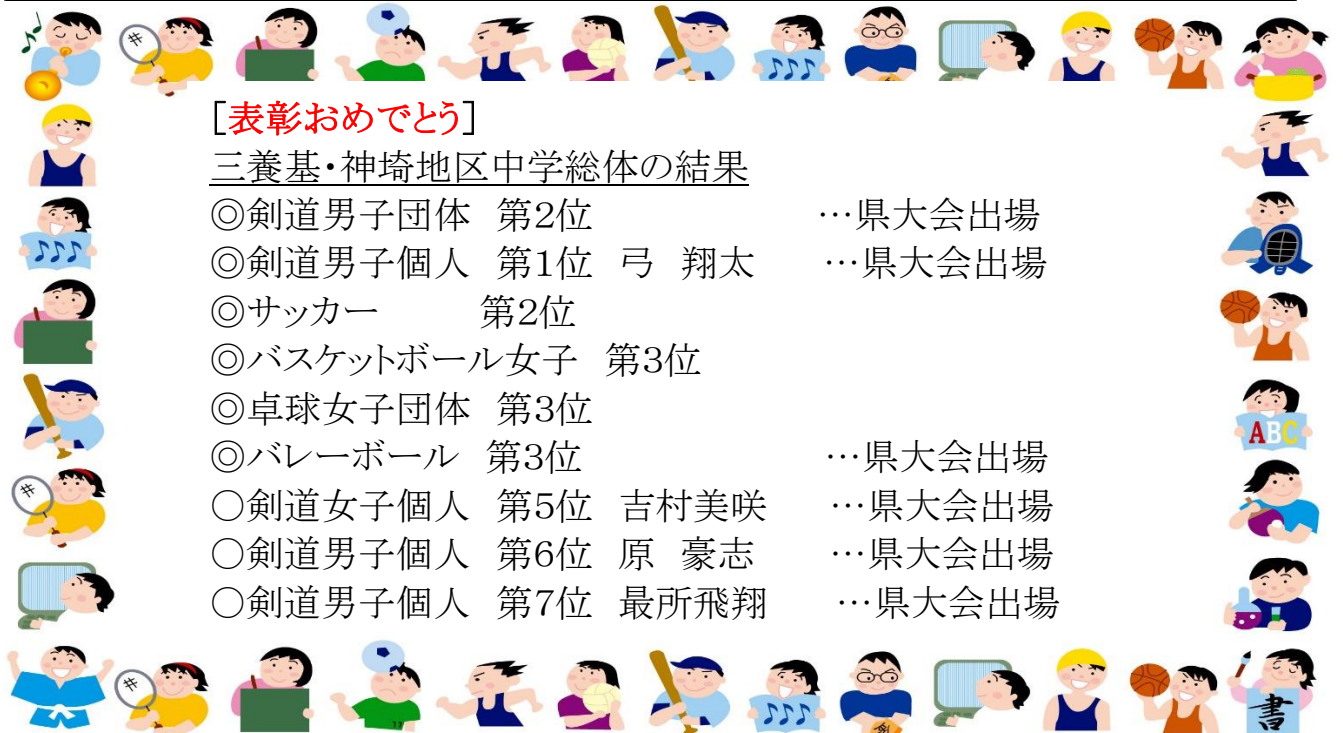 [表彰おめでとう]
三養基・神埼地区中学総体の結果
◎剣道男子団体　第2位　…県大会出場
◎剣道男子個人　第1位　弓　翔太　…県大会出場
◎サッカー　第2位
◎バスケットボール女子　第3位
◎卓球女子団体　第3位
◎バレーボール　第3位　…県大会出場
○剣道女子個人　第5位　吉村美咲　…県大会出場
○剣道男子個人　第6位　原　豪志　…県大会出場
○剣道男子個人　第7位　最所飛翔　…県大会出場
ABC
書